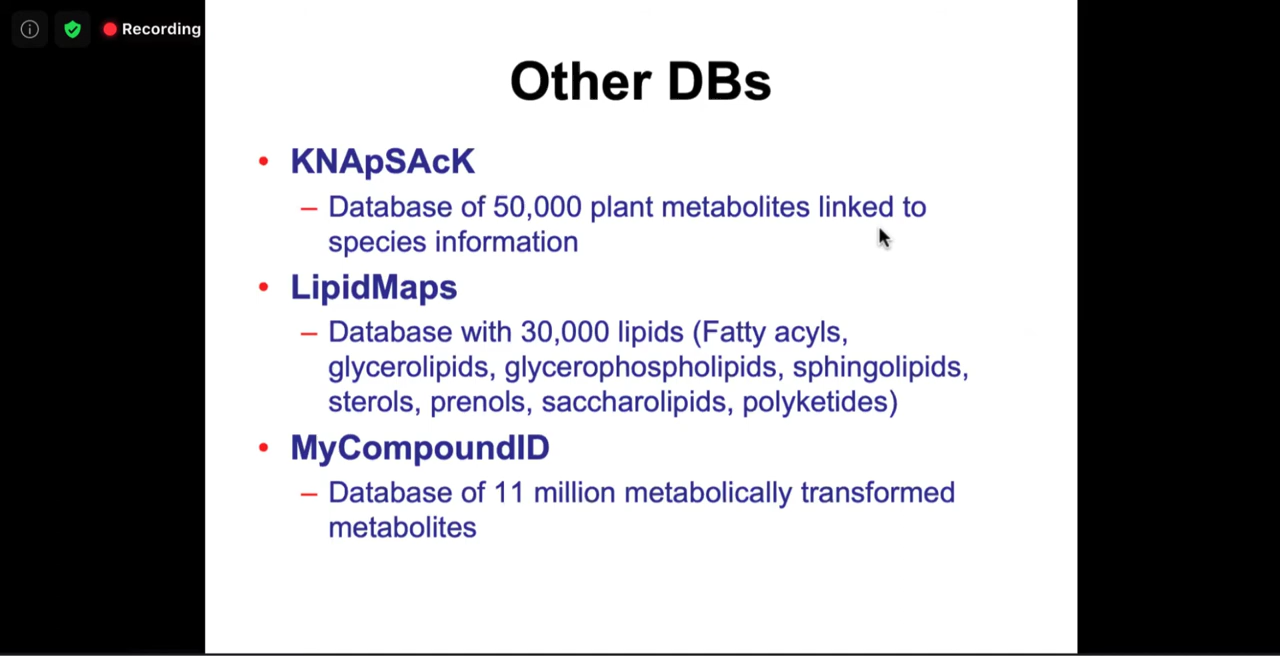 Recording
Other DBs
• KNApSAcK
– Database of 50,000 plant metabolites linked to
species information
• LipidMaps
– Database with 30,000 lipids (Fatty acyls,
glycerolipids, glycerophospholipids, sphingolipids,
sterols, prenols, saccharolipids, polyketides)
• MyCompoundID
– Database of 11 million metabolically transformed
metabolites